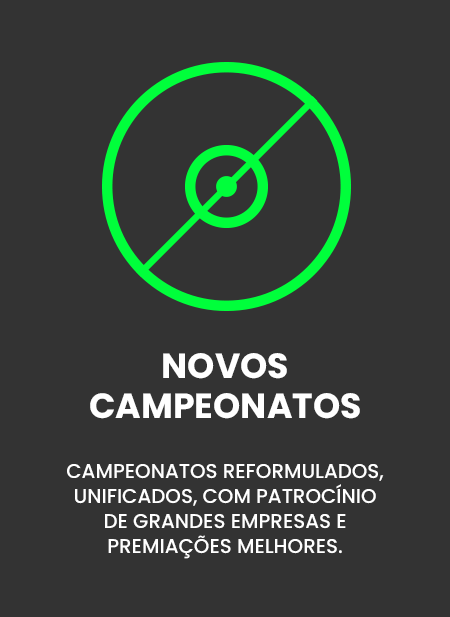 NOVOS
CAMPEONATOS
CAMPEONATOS REFORMULADOS,
UNIFICADOS, COM PATROCÍNIO
DE GRANDES EMPRESAS E
PREMIAÇÕES MELHORES.